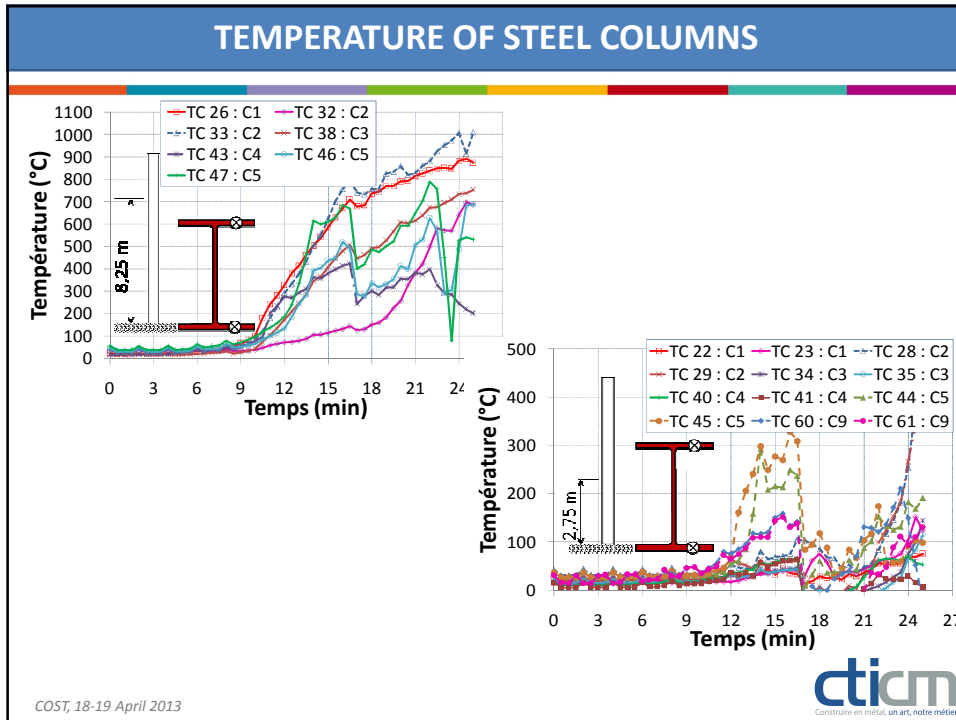 TEMPERATURE OF STEEL COLUMNS
1100
1000
900
800
700
600
500
400
300
200
100
0
Température (°C)
TC 26 : C1
TC 32 : C2
TC 33 : C2
TC 38 : C3
TC 43 : C4
TC 46 : C5
TC 47 : C5
8,25 m
0 3 6 9 12 15 18 21 24
Temps (min)
500
400
300
200
100
0
Température (°C)
TC 22 : C1
TC 23 : C1
TC 28 : C2
TC 29 : C2
TC 34 : C3
TC 35 : C3
TC 40 : C4
TC 41 : C4
TC 44 : C5
TC 45 : C5
TC 60 : C9
TC 61 : C9
2,75 m
0 3 6 9 12 15 18 21 24 27
Temps (min)
COST, 18-19 April 2013
cticm
Construire en métal, un art, notre métier